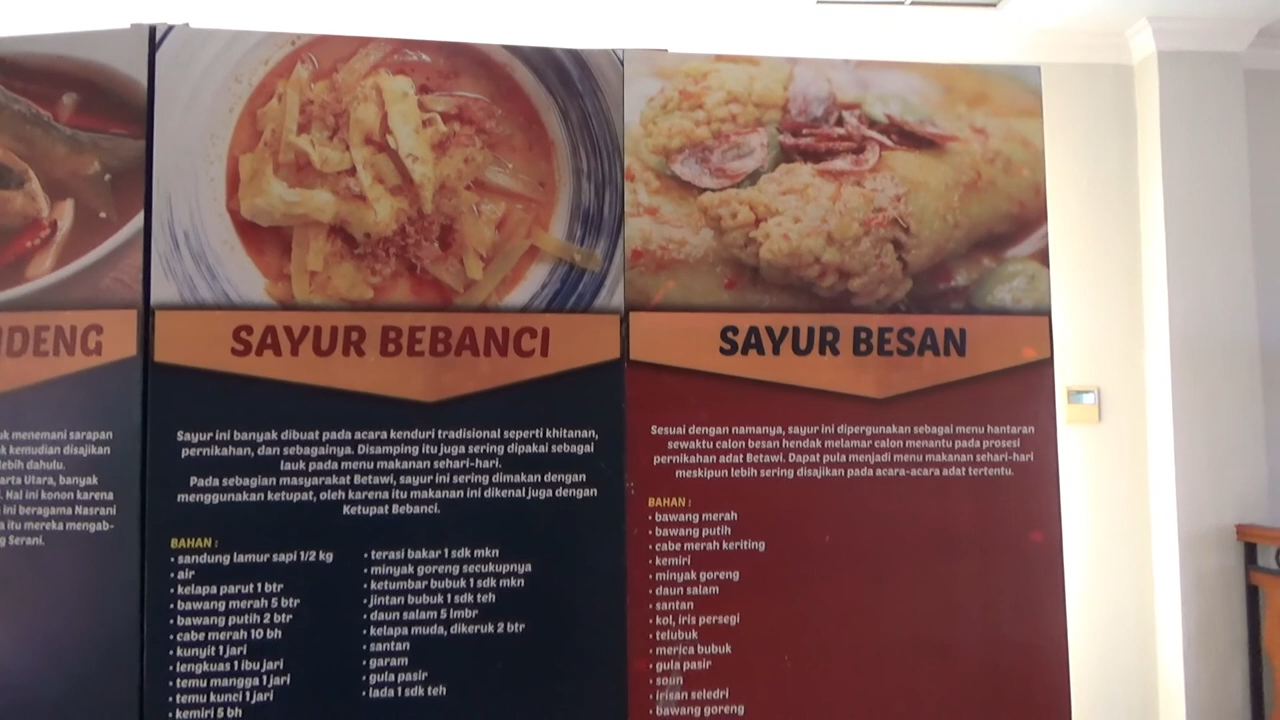 DENG
menemani sarapan
kemudian disajikan
lebih dahulu.
Utara, banyak
Hal ini konon karena
ini beragama Nasrani
itu mereka mengab-
Serani.
SAYUR BEBANCI
Sayur ini banyak dibuat pada acara kenduri tradisional seperti khitanan,
pernikahan, dan sebagainya. Disamping itu juga sering dipakai sebagai
lauk pada menu makanan sehari-hari.
Pada sebagian masyarakat Betawi, sayur ini sering dimakan dengan
menggunakan ketupat, oleh karena itu makanan ini dikenal juga dengan
Ketupat Bebanci.
BAHAN :
• sandung lamur sapi 1/2 kg
• air
• kelapa parut 1 btr
• bawang merah 5 btr
• bawang putih 2 btr
• cabe merah 10 bh
• kunyit 1 jari
• lengkuas 1 ibu jari
• temu mangga 1 jari
• temu kunci 1 jari
• kemiri 5 bh
• terasi bakar 1 sdk mkn
• minyak goreng secukupnya
• ketumbar bubuk 1 sdk mkn
• jintan bubuk 1 sdk teh
• daun salam 5 lmbr
• kelapa muda, dikeruk 2 btr
• santan
• garam
• gula pasir
• lada 1 sdk teh
SAYUR BESAN
Sesuai dengan namanya, sayur ini dipergunakan sebagai menu hantaran
sewaktu calon besan hendak melamar calon menantu pada prosesi
pernikahan adat Betawi. Dapat pula menjadi menu makanan sehari-hari
meskipun lebih sering disajikan pada acara-acara adat tertentu.
BAHAN :
• bawang merah
• bawang putih
• cabe merah keriting
• kemiri
• minyak goreng
• daun salam
• santan
• kol, iris persegi
• telubuk
• merica bubuk
• gula pasir
• soun
• irisan seledri
• bawang goreng